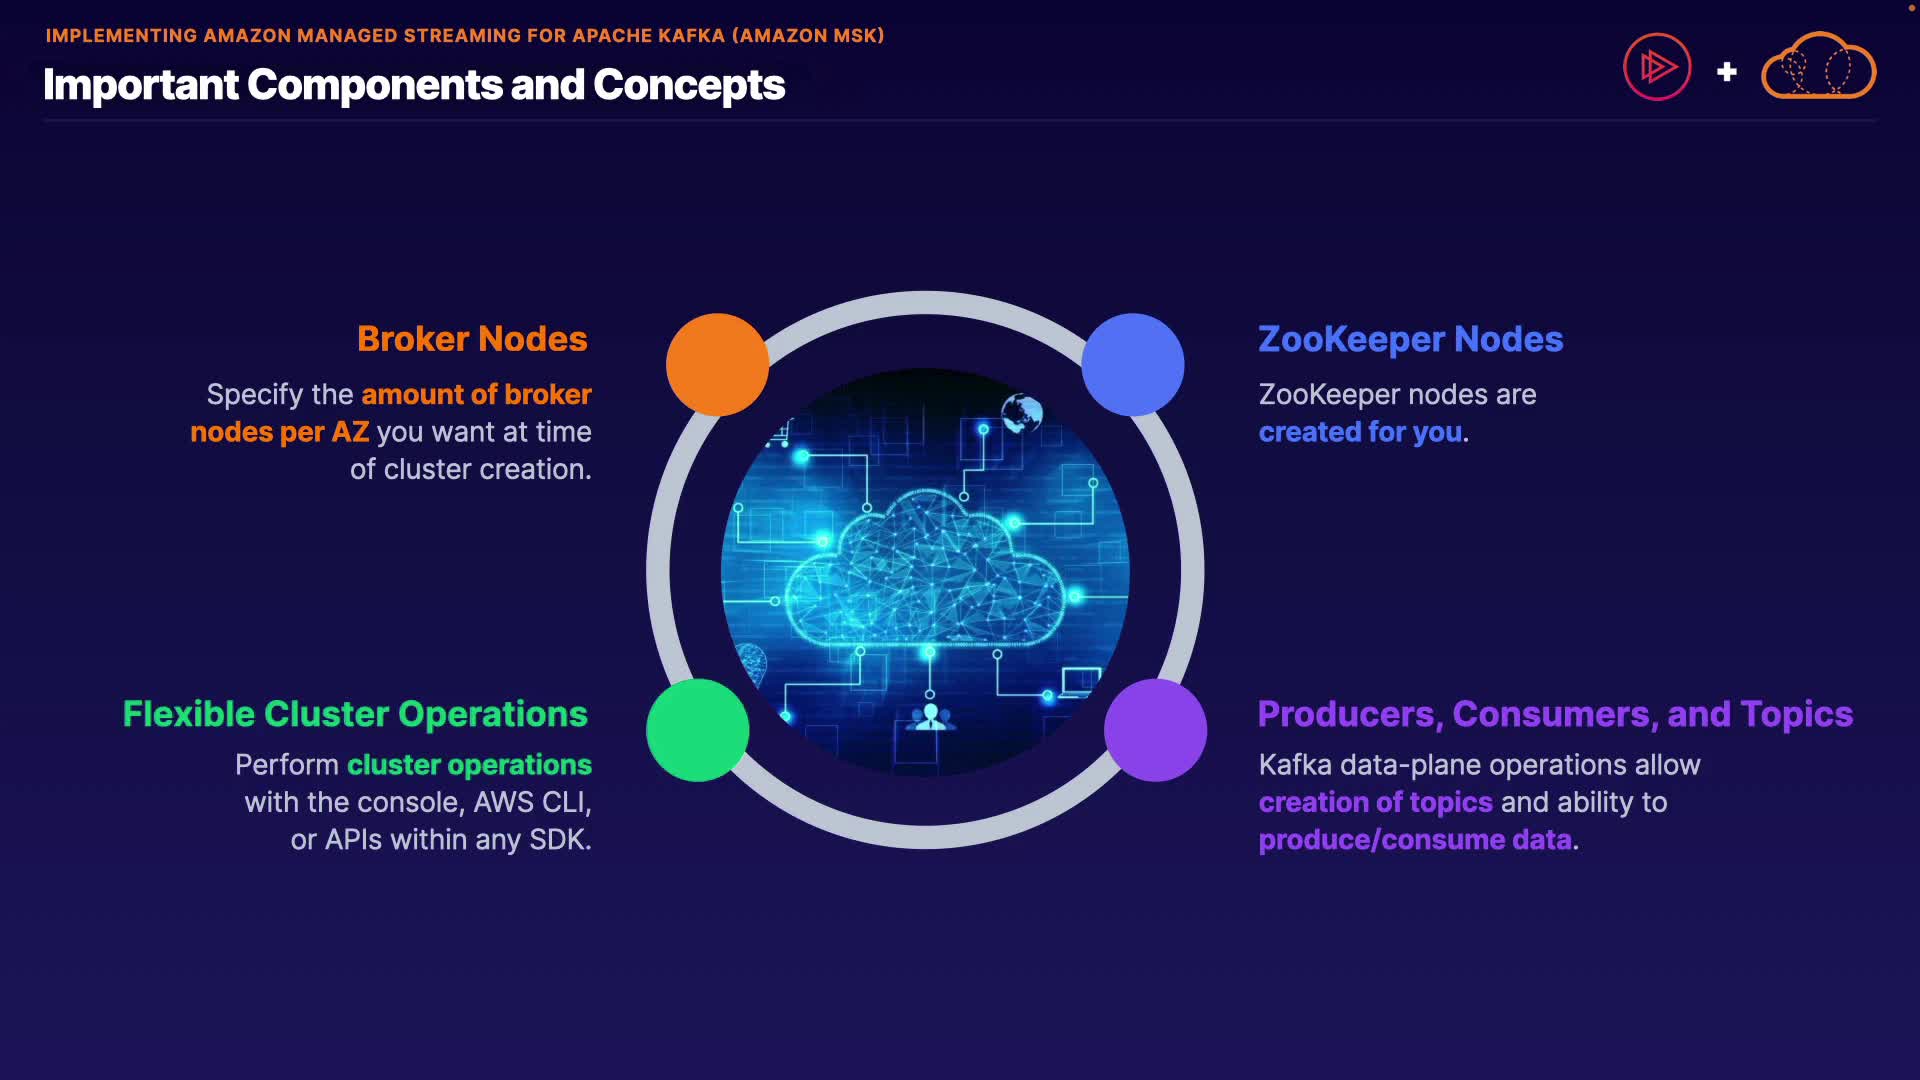 IMPLEMENTING AMAZON MANAGED STREAMING FOR APACHE KAFKA (AMAZON MSK)
Important Components and Concepts
Broker Nodes
Specify the amount of broker
nodes per AZ you want at time
of cluster creation.
ZooKeeper Nodes
ZooKeeper nodes are
created for you.
Flexible Cluster Operations
Perform cluster operations
with the console, AWS CLI,
or APIs within any SDK.
Producers, Consumers, and Topics
Kafka data-plane operations allow
creation of topics and ability to
produce/consume data.